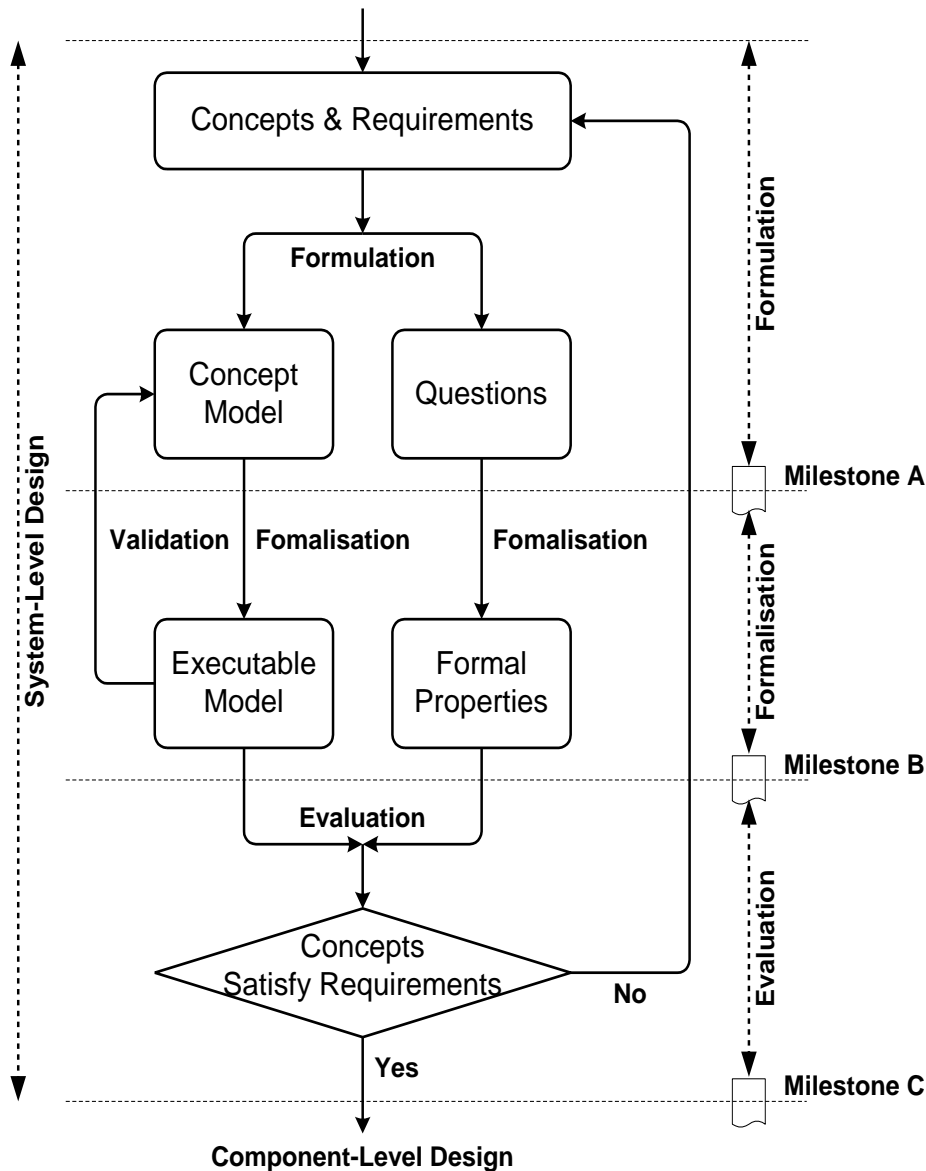 Concepts & Requirements
Formulation
Formulation
Concept
Model
Questions
Milestone A
System-Level Design
Validation
Fomalisation
Fomalisation
Formalisation
Executable
Model
Formal
Properties
Milestone B
Evaluation
Evaluation
Concepts
Satisfy Requirements
No
Yes
Milestone C
Component-Level Design